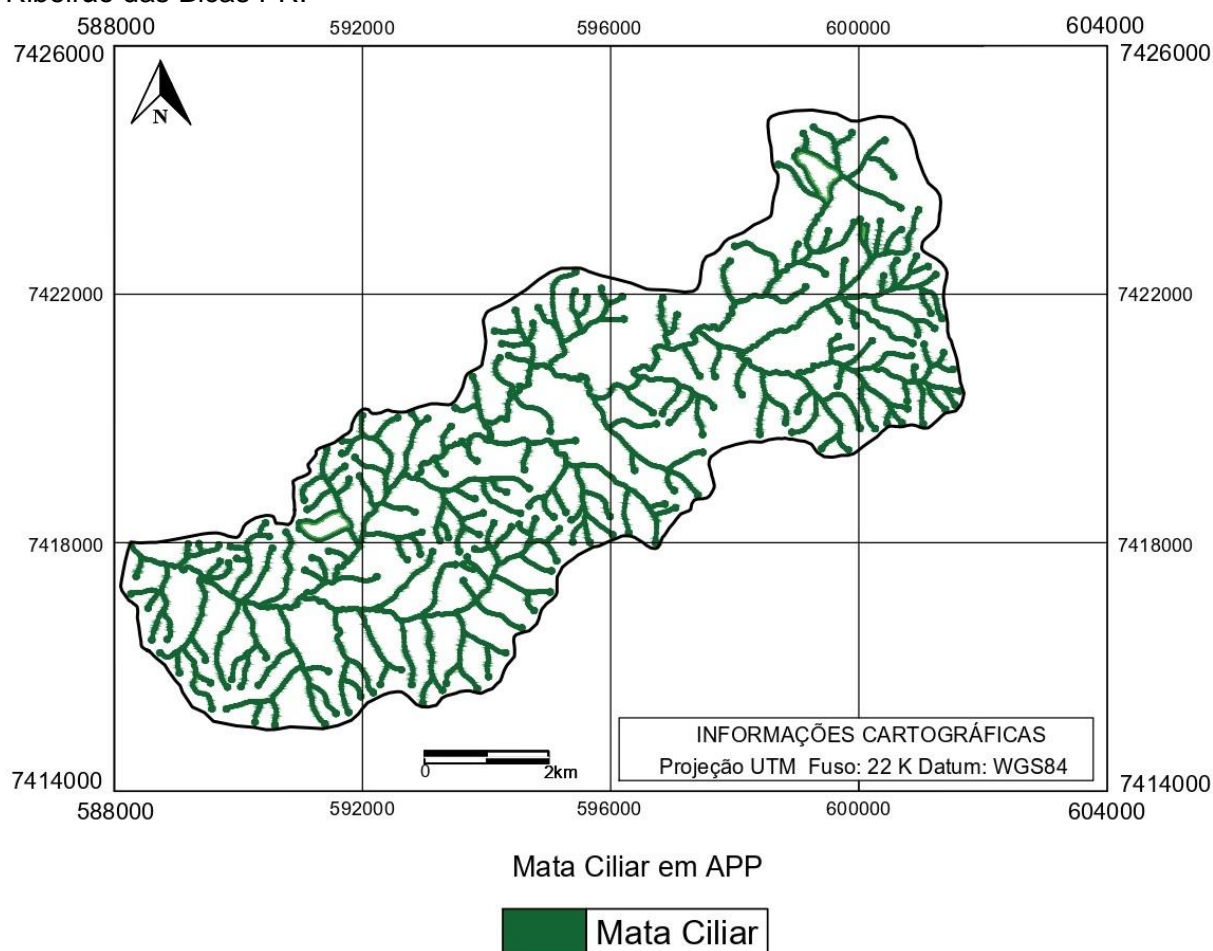 Ribeirão das Bicas-PR.
588000 592000 596000 600000 604000
7426000 7426000
N
7422000 7422000
7418000 7418000
INFORMAÇÕES CARTOGRÁFICAS
Projeção UTM Fuso: 22 K Datum: WGS84
0 2km
7414000 7414000
588000 592000 596000 600000 604000
Mata Ciliar em APP
Mata Ciliar